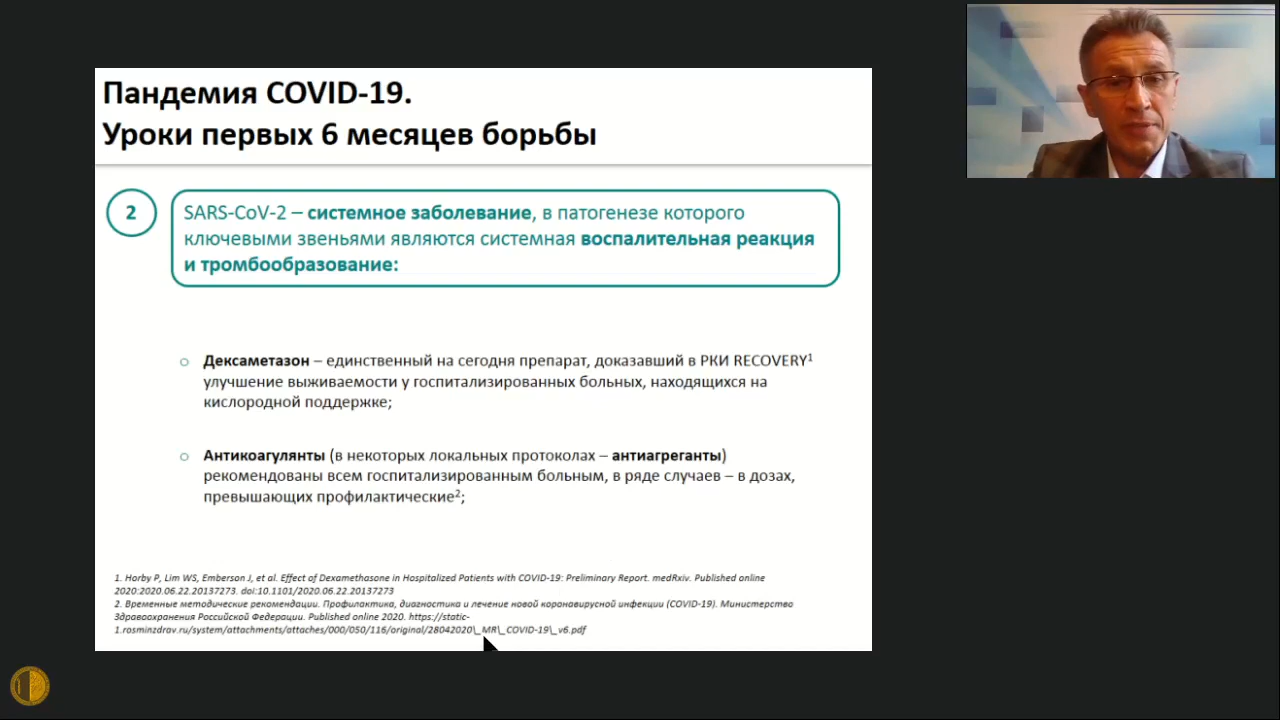 Пандемия COVID-19.
Уроки первых 6 месяцев борьбы
2
SARS-CoV-2 – системное заболевание, в патогенезе которого
ключевыми звеньями являются системная воспалительная реакция
и тромбообразование:
○ Дексаметазон – единственный на сегодня препарат, доказавший в РКИ RECOVERY¹
улучшение выживаемости у госпитализированных больных, находящихся на
кислородной поддержке;
○ Антикоагулянты (в некоторых локальных протоколах – антиагреганты)
рекомендованы всем госпитализированным больным, в ряде случаев – в дозах,
превышающих профилактические²;
1. Horby P, Lim WS, Emberson J, et al. Effect of Dexamethasone in Hospitalized Patients with COVID-19: Preliminary Report. medRxiv. Published online
2020:2020.06.22.20137273. doi:10.1101/2020.06.22.20137273
2. Временные методические рекомендации. Профилактика, диагностика и лечение новой коронавирусной инфекции (COVID-19). Министерство
Здравоохранения Российской Федерации. Published online 2020. https://static-
1.rosminzdrav.ru/system/attachments/attaches/000/050/116/original/28042020\_MR\_COVID-19\_v6.pdf